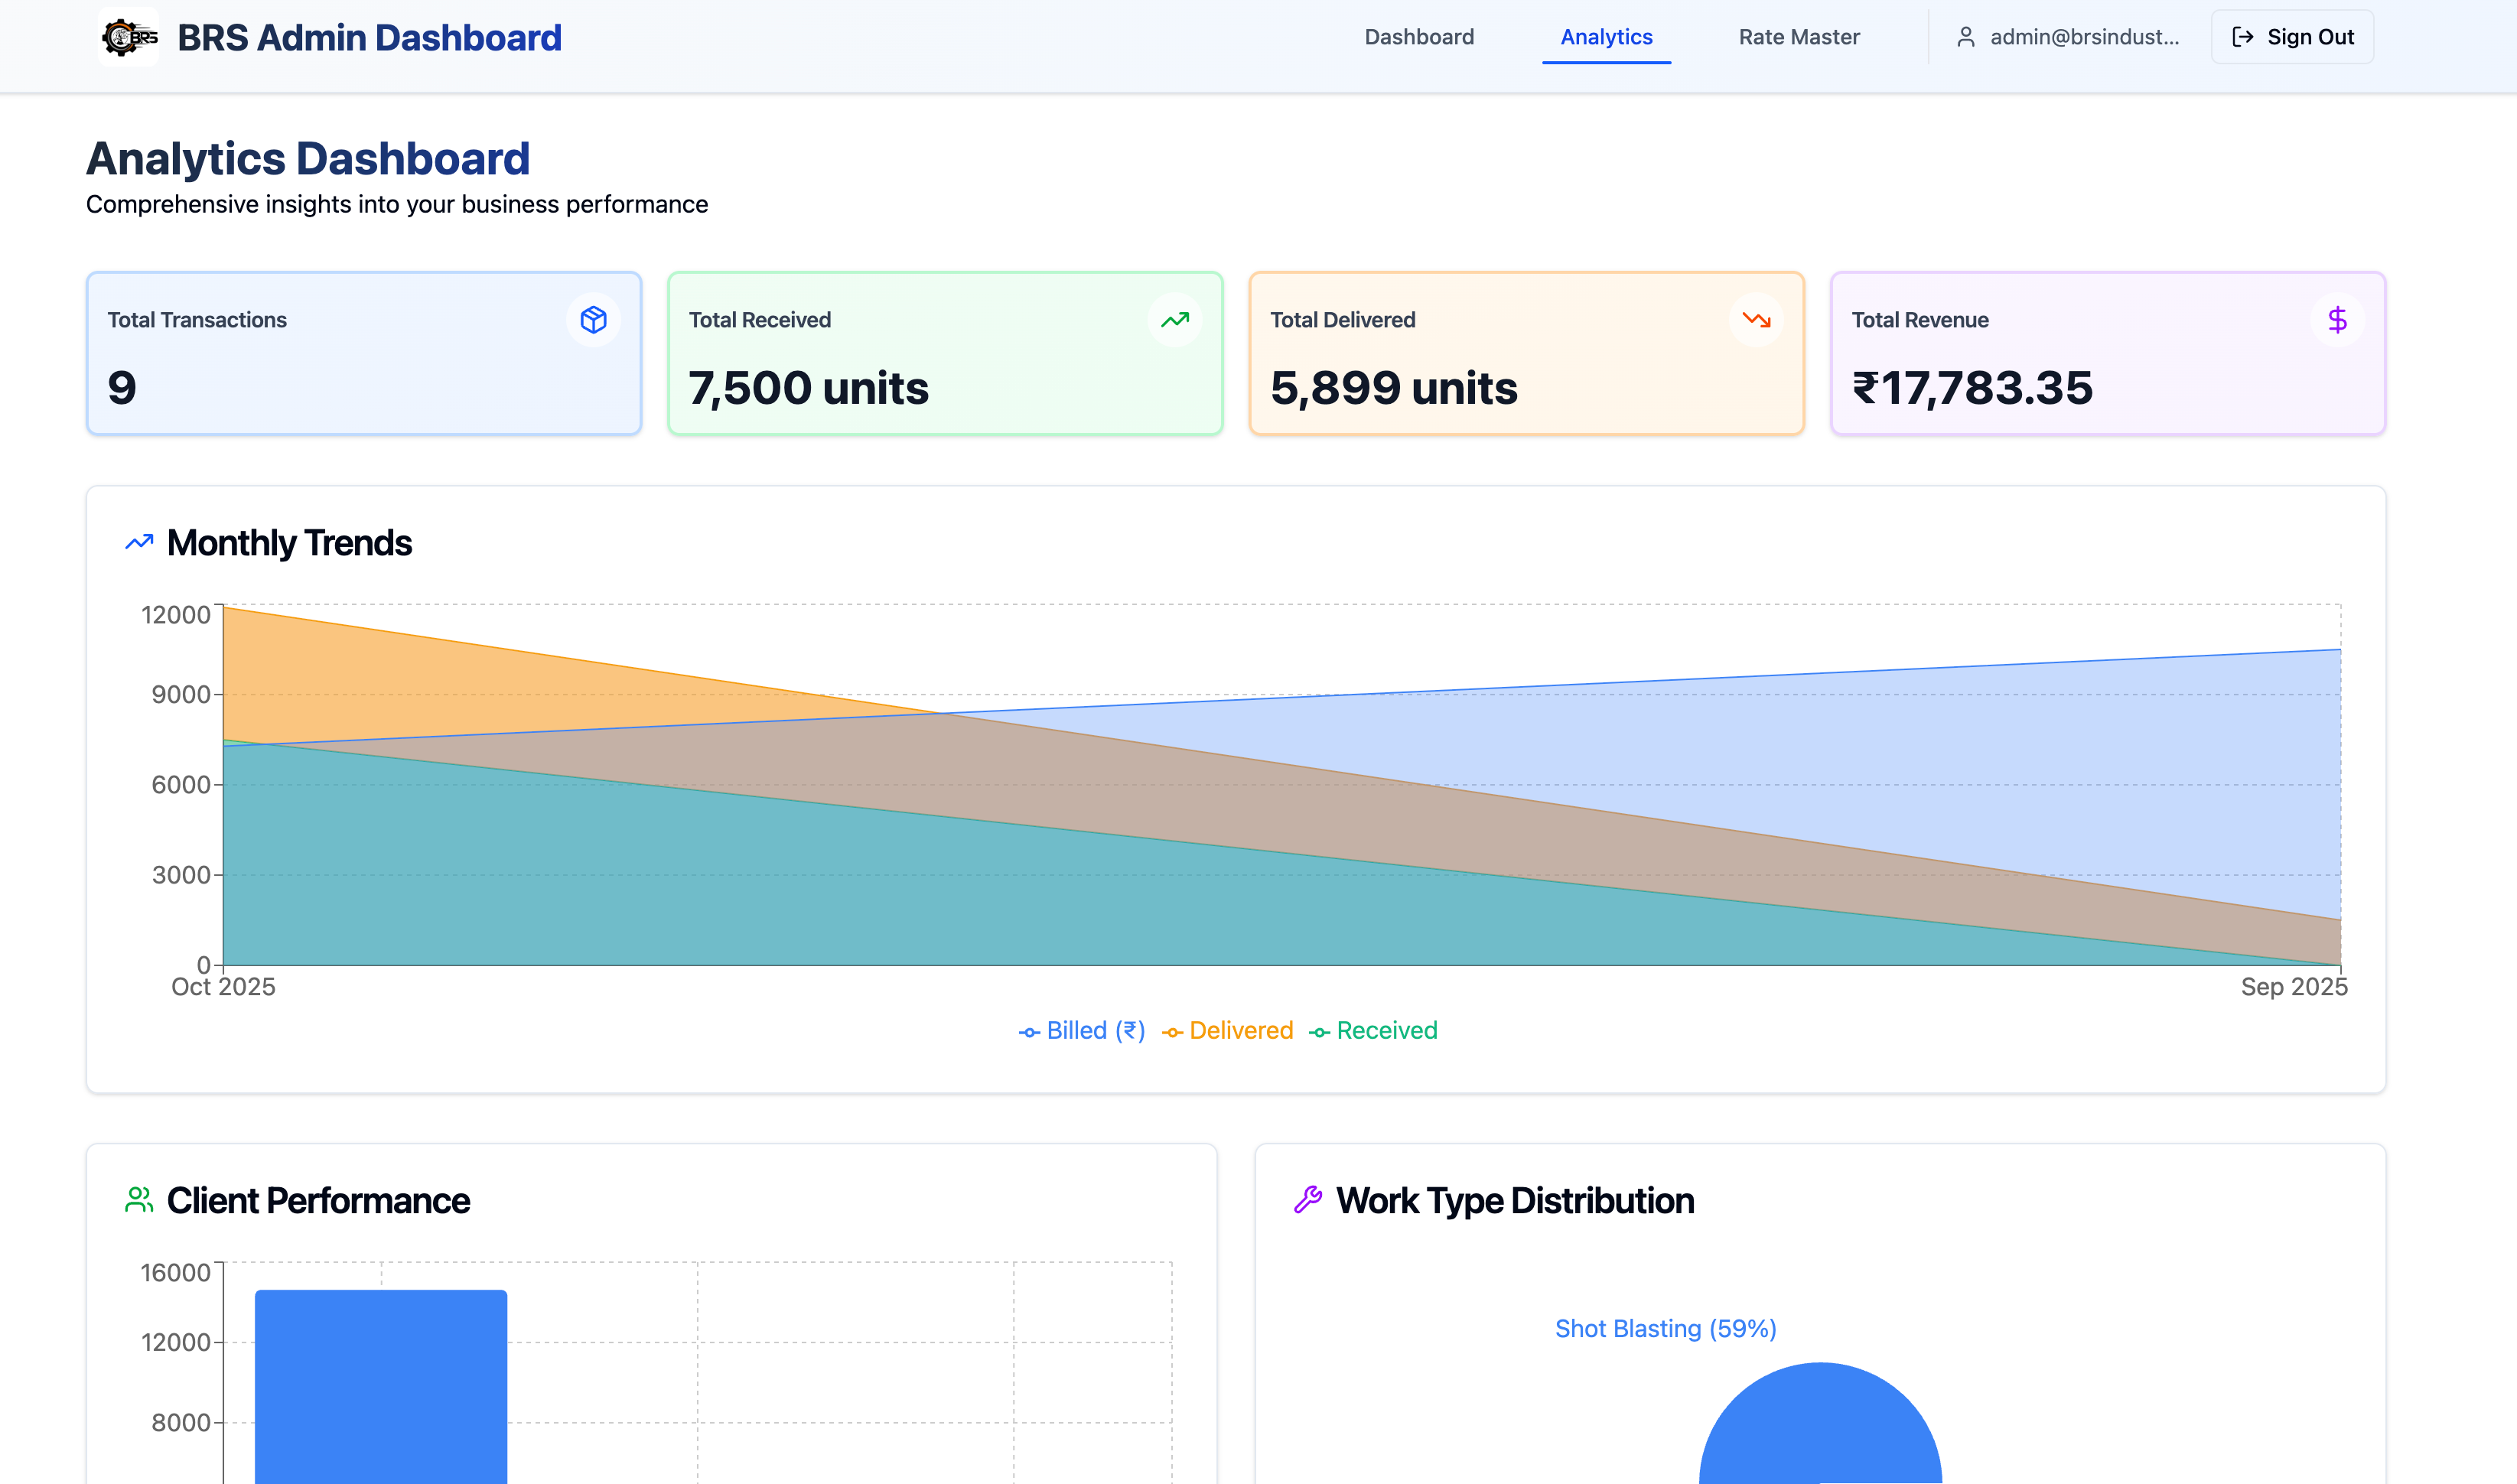 BRS
BRS Admin Dashboard
Dashboard
Analytics
Rate Master
admin@brsindust...
Sign Out
Analytics Dashboard
Comprehensive insights into your business performance
Total Transactions
9
Total Received
7,500 units
Total Delivered
5,899 units
Total Revenue
₹17,783.35
Monthly Trends
12000
9000
6000
3000
0
Oct 2025
Sep 2025
Billed (₹)
Delivered
Received
Client Performance
16000
12000
8000
Work Type Distribution
Shot Blasting (59%)